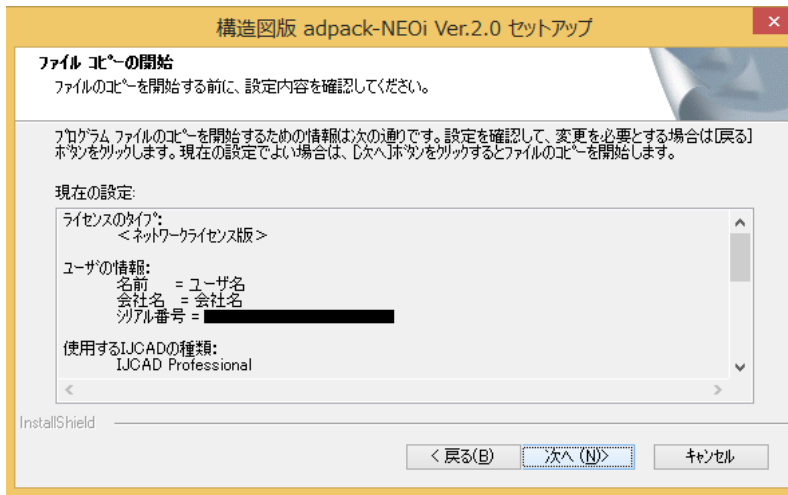 構造図版 adpack-NEOi Ver.2.0 セットアップ
ファイル コピーの開始
ファイルのコピーを開始する前に、設定内容を確認してください。
プログラム ファイルのコピーを開始するための情報は次の通りです。設定を確認して、変更を必要とする場合は[戻る]
ボタンをクリックします。現在の設定でよい場合は、[次へ]ボタンをクリックするとファイルのコピーを開始します。
現在の設定:
ライセンスのタイプ:
＜ネットワークライセンス版＞
ユーザの情報:
名前 = ユーザ名
会社名 = 会社名
シリアル番号 =
使用するIJCADの種類:
IJCAD Professional
InstallShield
< 戻る(B)
次へ (N)>
キャンセル